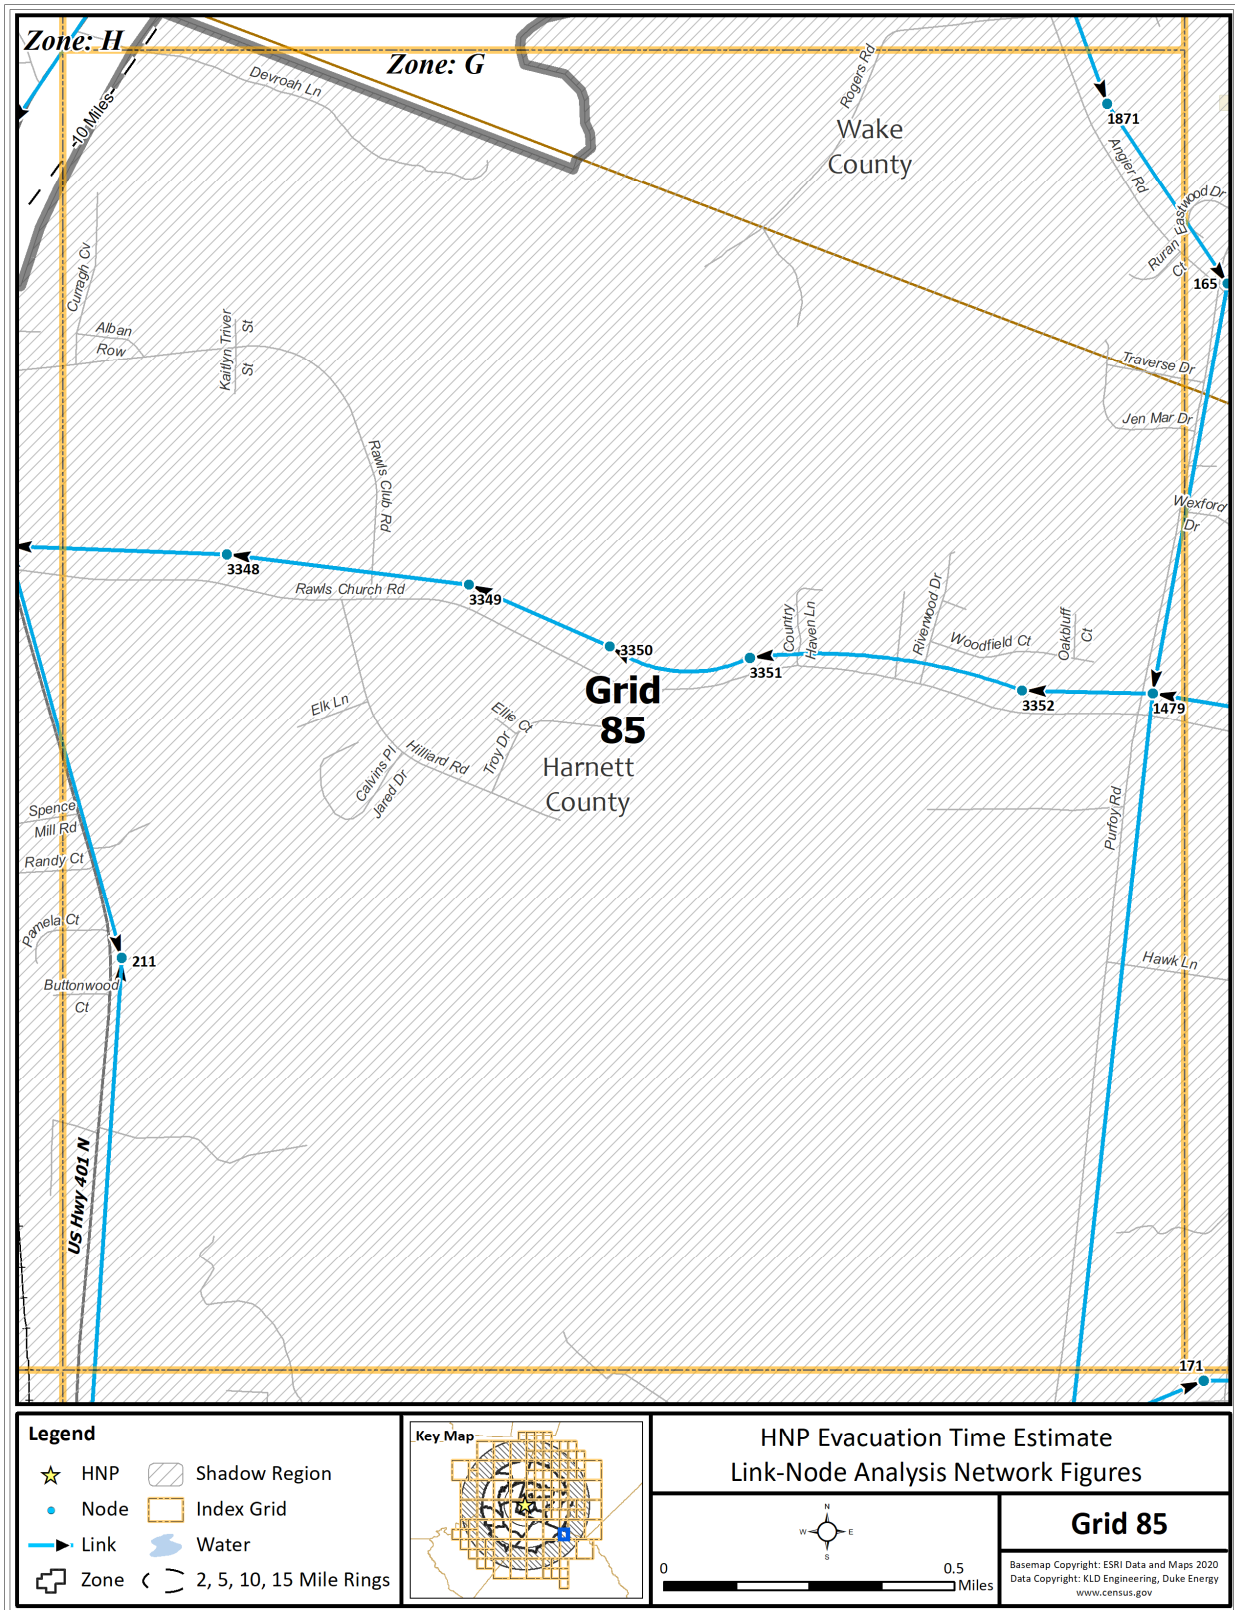 Zone: H
Zone: G
10 Miles
Devroah Ln
Rogers Rd
Wake
County
1871
Angier Rd
Eastwood Dr
Ruran
Ct
165
Curragh Cv
Alban
Row
Kaitlyn Triver
St
St
Traverse Dr
Jen Mar Dr
Rawls Club Rd
Wexford
Dr
3348
Rawls Church Rd
3349
3350
3351
Country
Haven Ln
Riverwood Dr
Woodfield Ct
Oakbluff
Ct
3352
1479
Grid
85
Elk Ln
Ellie Ct
Troy Dr
Hilliard Rd
Calvins Pl
Jared Dr
Harnett
County
Spence
Mill Rd
Randy Ct
Purfoy Rd
Pamela Ct
211
Buttonwood
Ct
Hawk Ln
US Hwy 401 N
171
Legend
HNP
Node
Link
Zone
Shadow Region
Index Grid
Water
2, 5, 10, 15 Mile Rings
Key Map
HNP Evacuation Time Estimate
Link-Node Analysis Network Figures
N
W
E
S
0
0.5
Miles
Grid 85
Basemap Copyright: ESRI Data and Maps 2020
Data Copyright: KLD Engineering, Duke Energy
www.census.gov